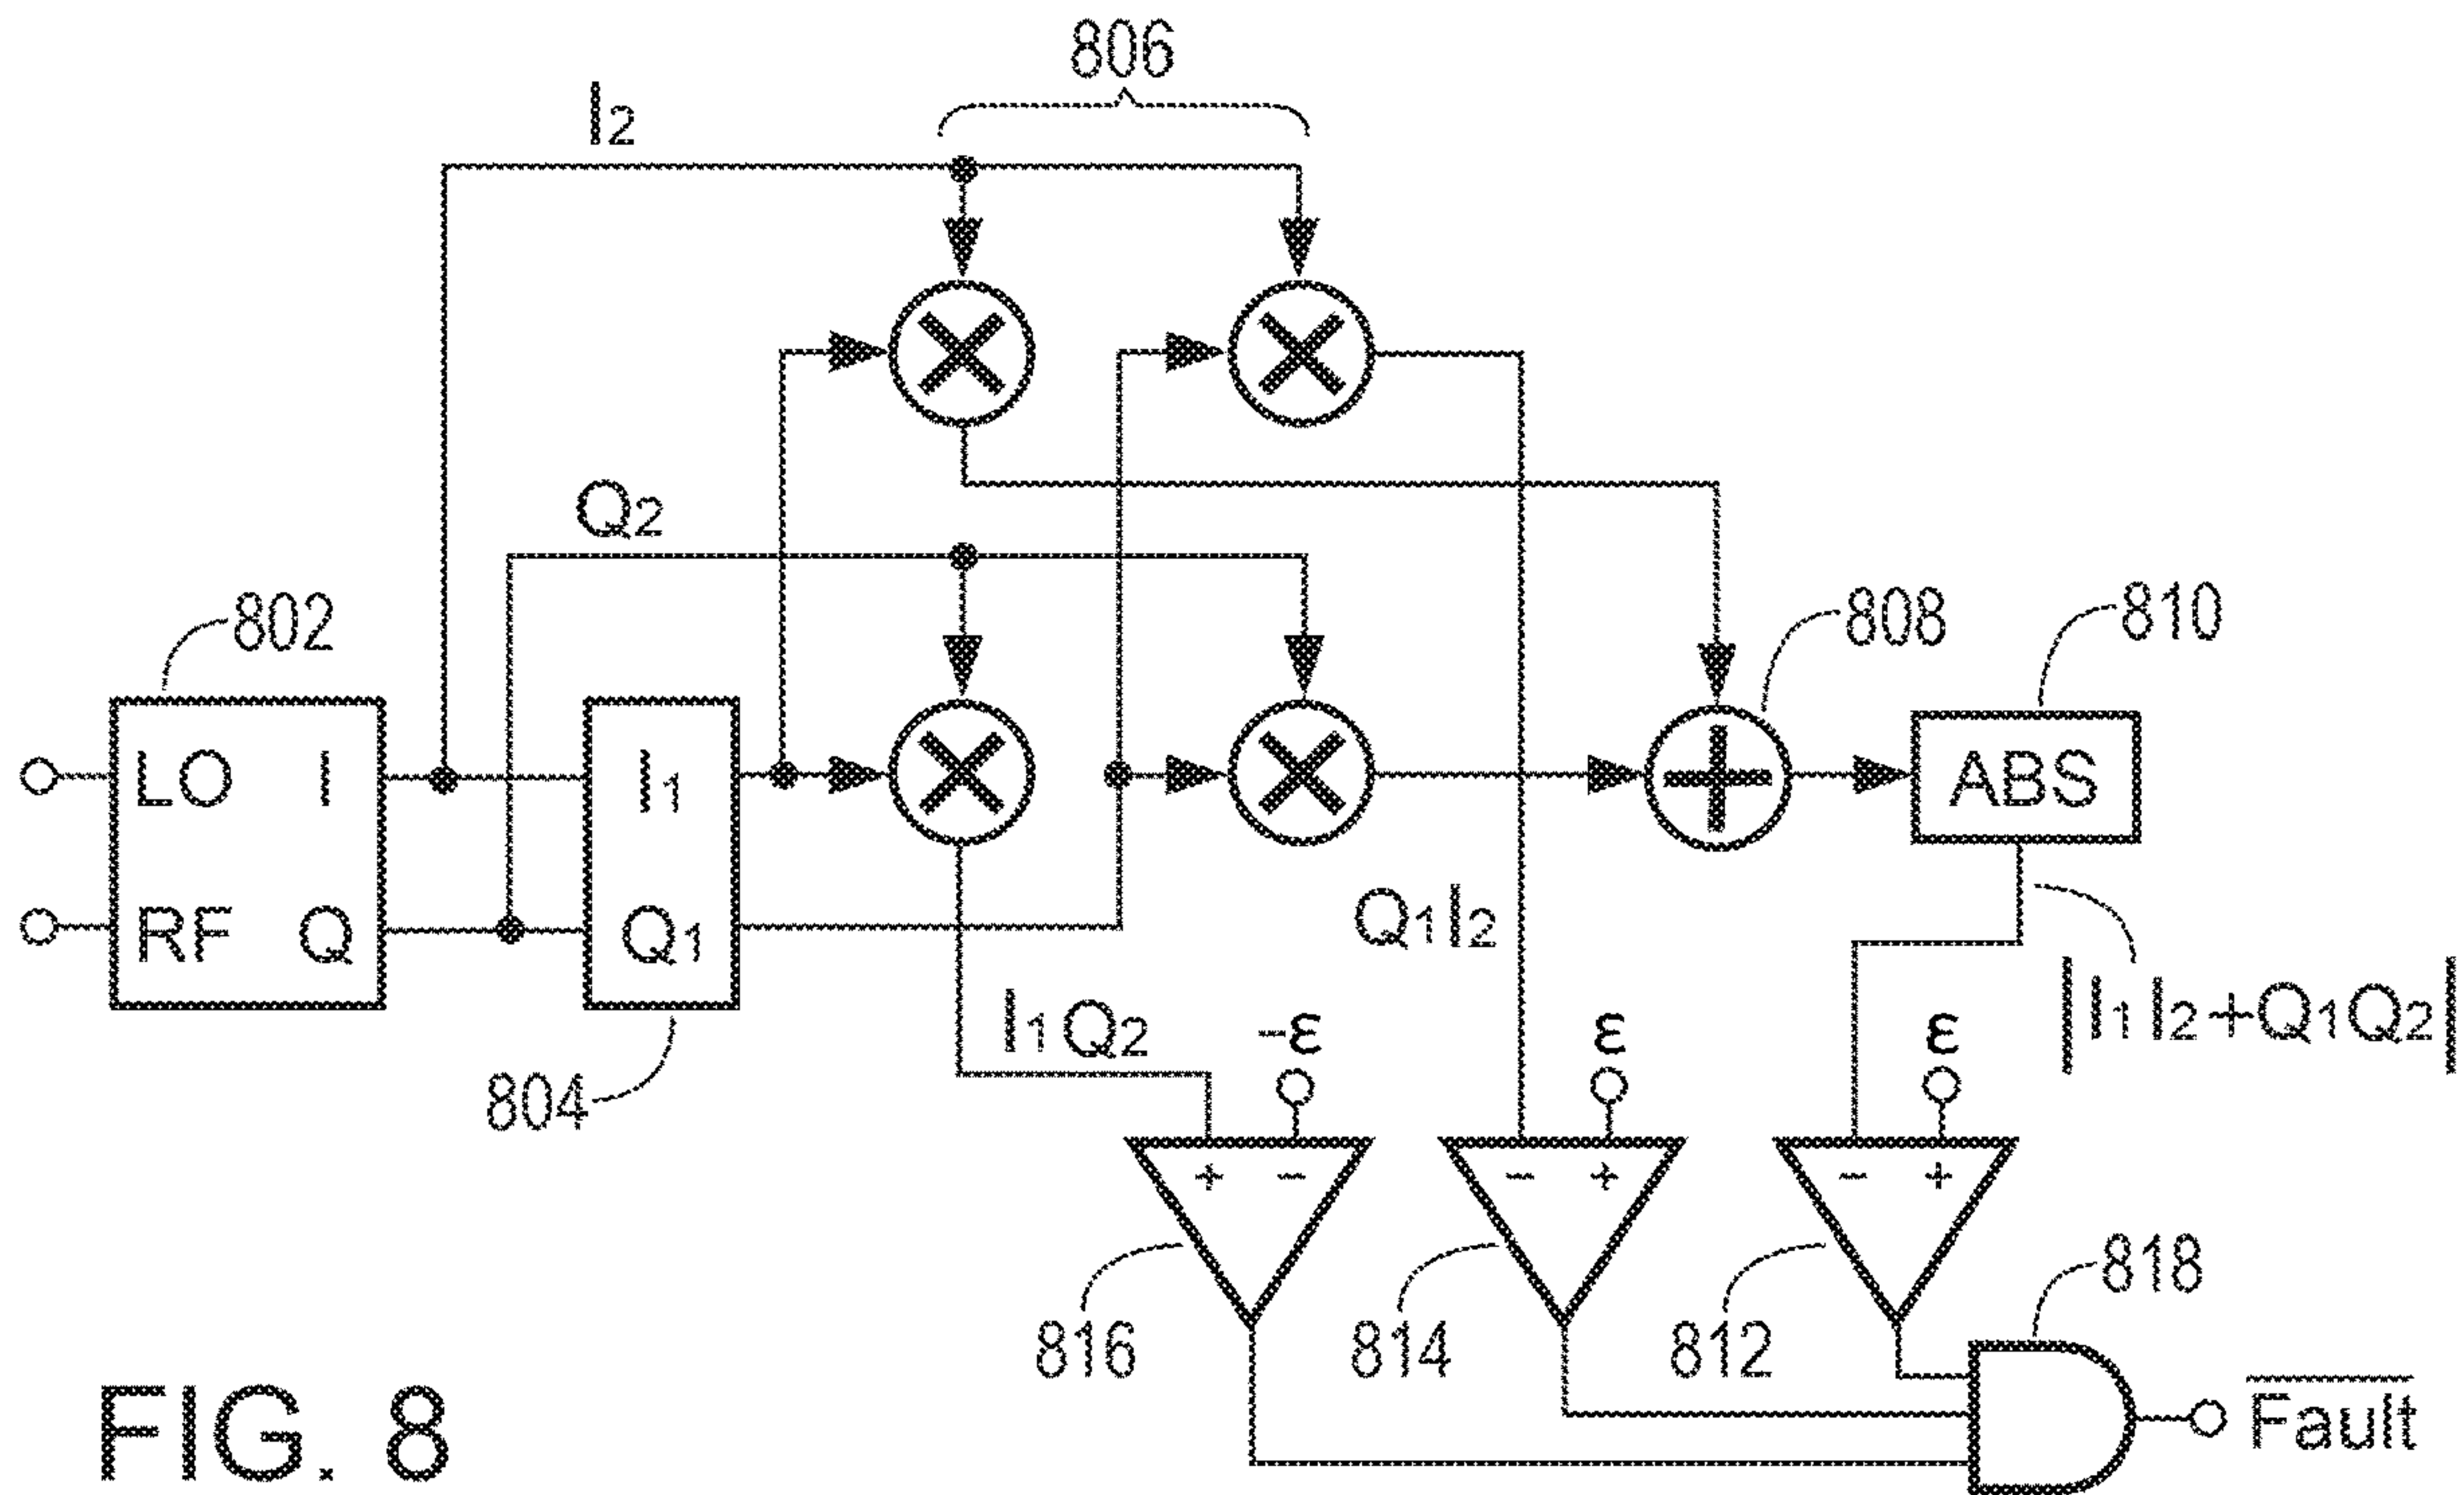 806
I2
Q2
802
808
810
LO I
I1
ABS
RF Q
Q1
Q1I2
804
I1Q2
-ε
ε
ε
|I1I2+Q1Q2|
+ -
- +
- +
816
814
812
818
Fault
FIG. 8